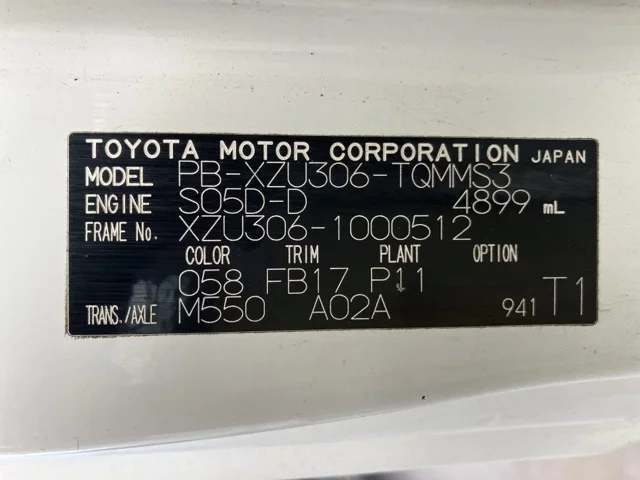 TOYOTA MOTOR CORPORATION JAPAN
MODEL PB-XZU306-TQMMS3
ENGINE S05D-D 4899 mL
FRAME No. XZU306-1000512
COLOR TRIM PLANT OPTION
058 FB17 P11
TRANS./AXLE M550 A02A 941 T1